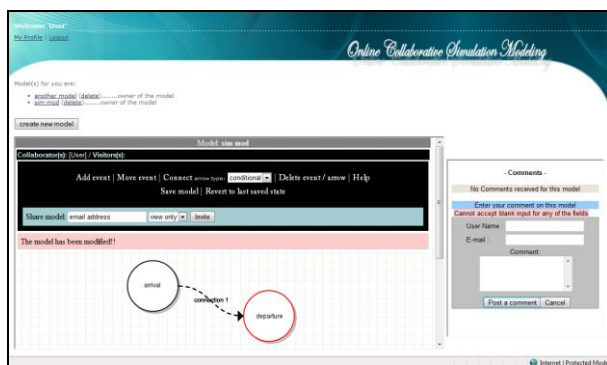 Welcome 'User'
My Profile | Logout
Online Collaborative Simulation Modeling
Model(s) for you are:
another model (delete).......owner of the model
sim mod (delete).......owner of the model
create new model
Model: sim mod
Collaborator(s): [User] / Visitors(s):
Add event | Move event | Connect arrow type: conditional | Delete event / arrow | Help
Save model | Revert to last saved state
Share model: email address view only Invite
The model has been modified!!
arrival
connection 1
departure
- Comments -
No Comments received for this model
Enter your comment on this model
Cannot accept blank input for any of the fields
User Name :
E-mail :
Comment:
Post a comment Cancel
Internet | Protected Mode